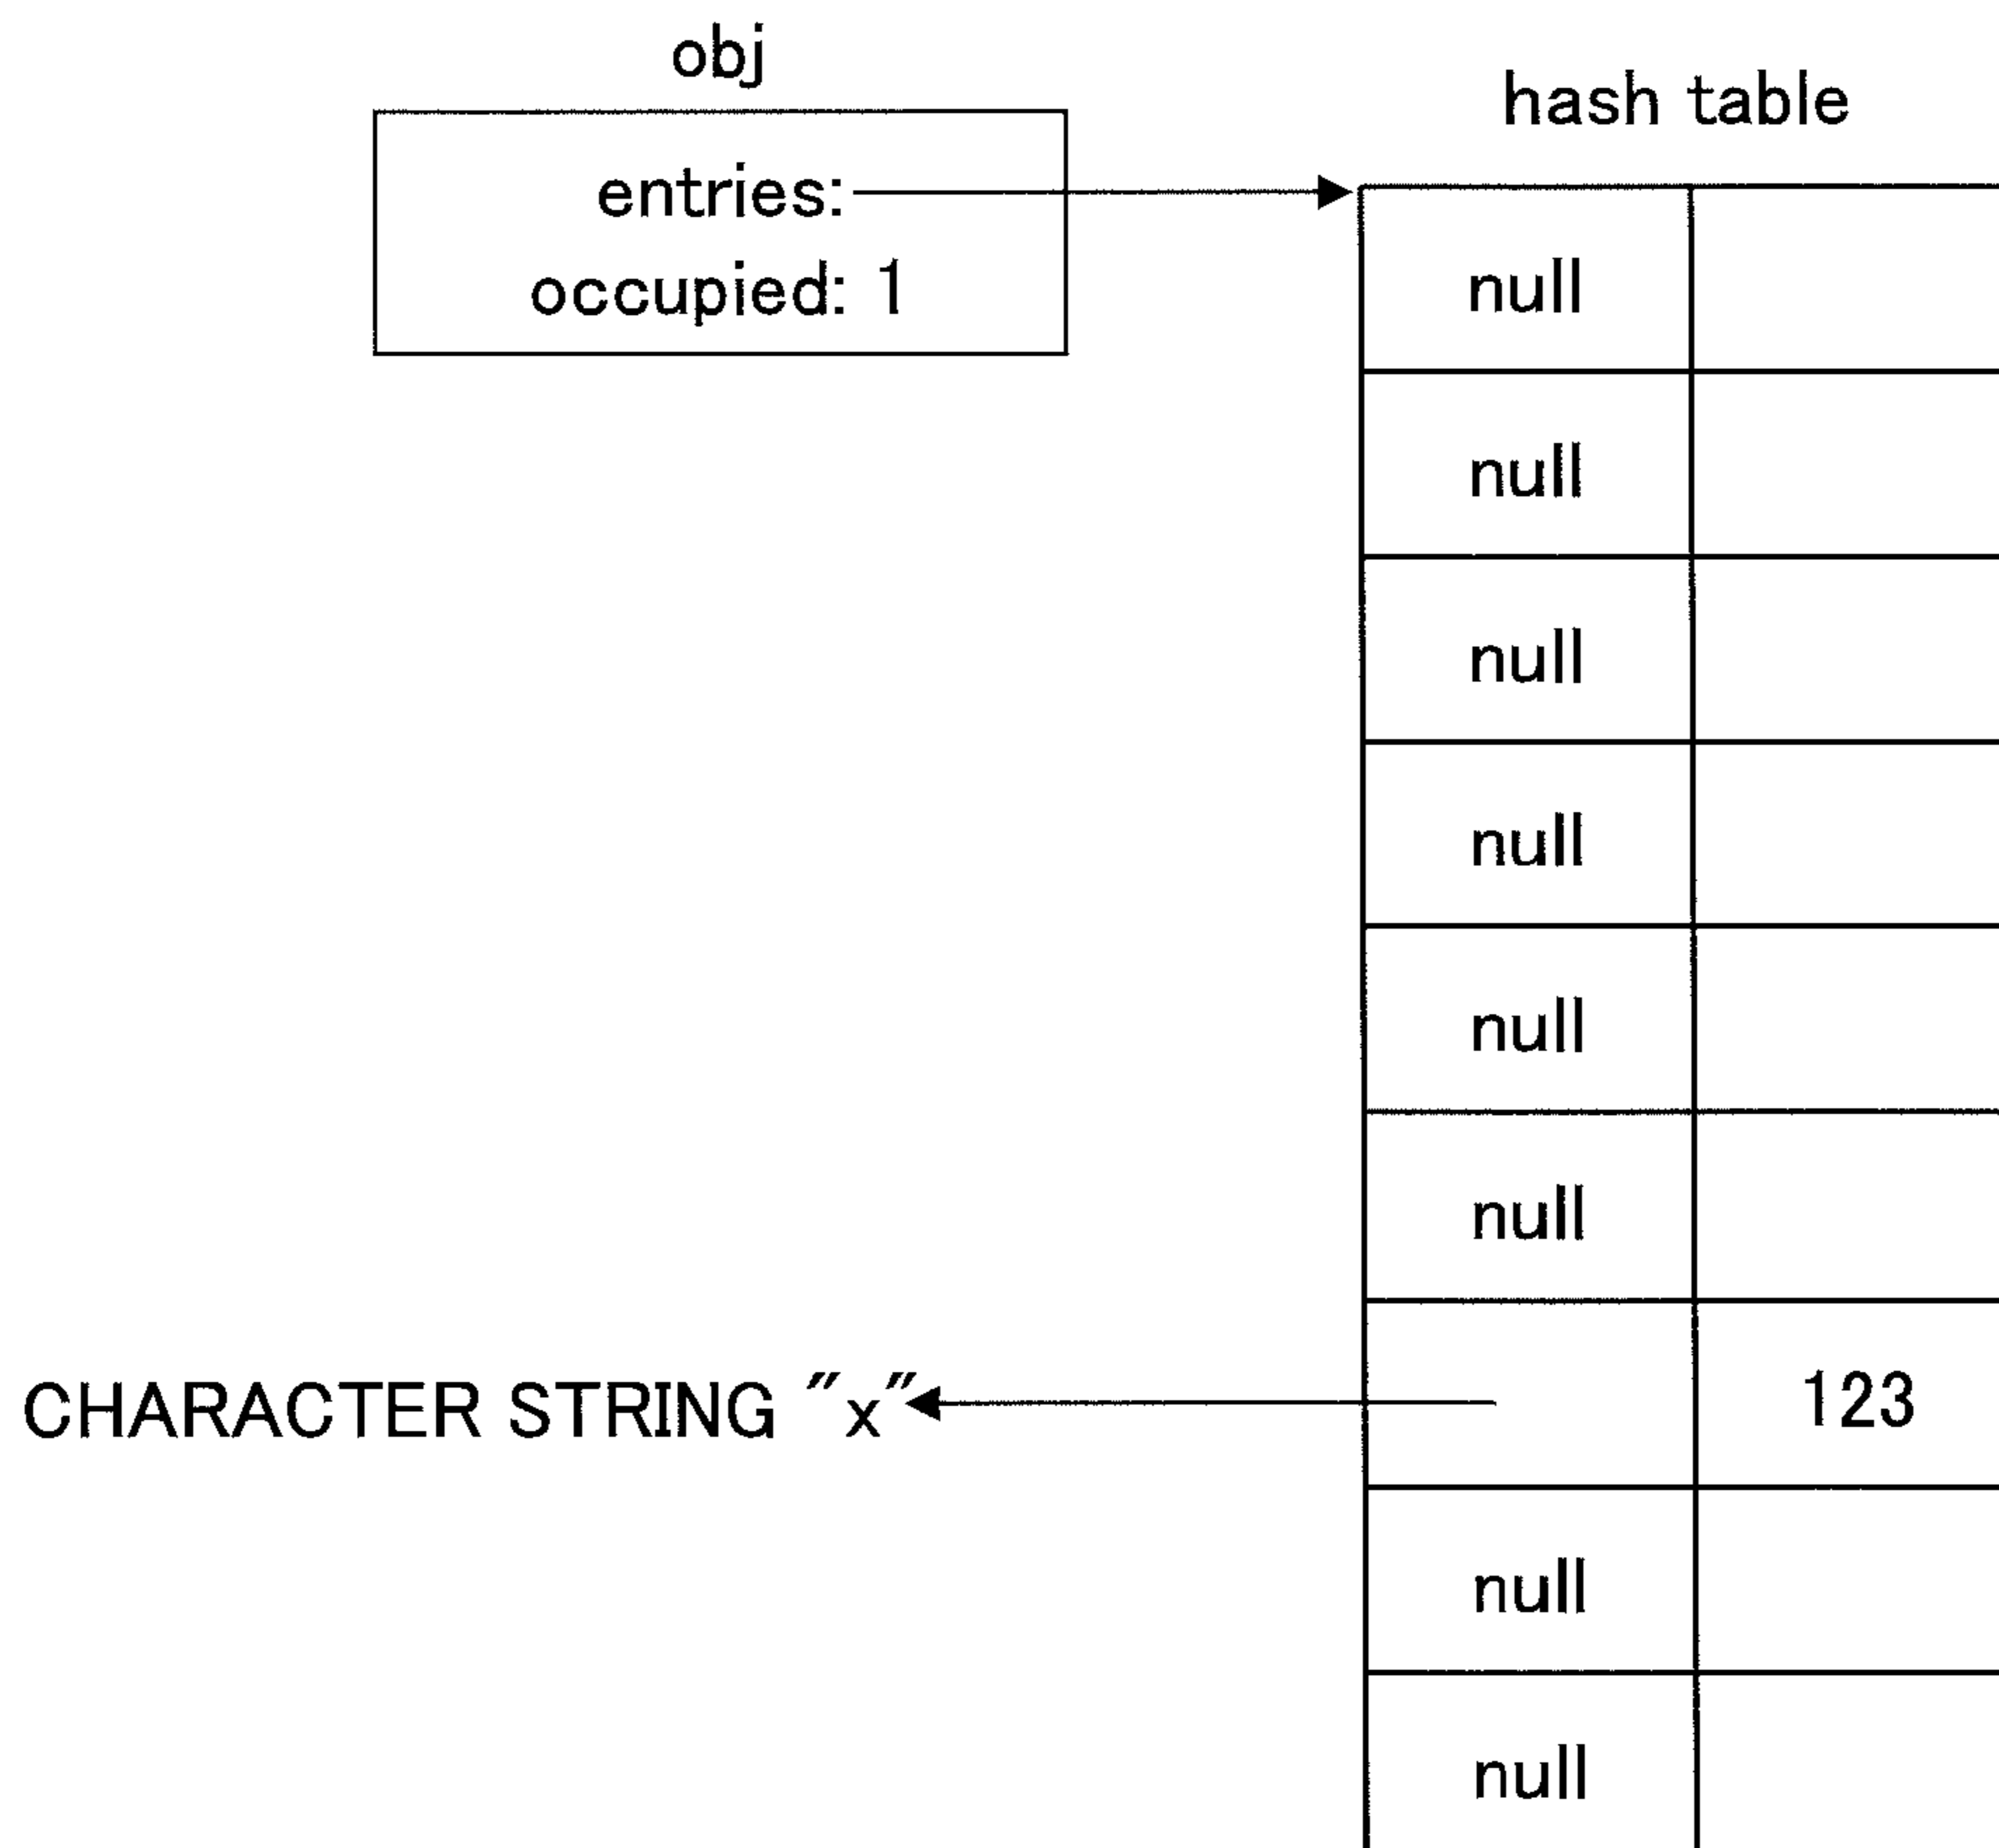 obj
entries:
occupied: 1
hash table
null
null
null
null
null
null
CHARACTER STRING "x"
123
null
null